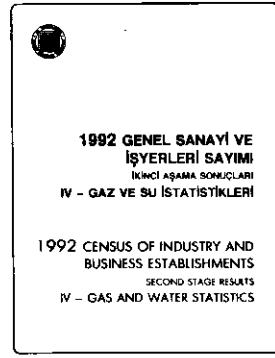 1992 GENEL SANAYİ VE
İŞYERLERİ SAYIMI
İKİNCİ AŞAMA SONUÇLARI
IV – GAZ VE SU İSTATİSTİKLERİ
1992 CENSUS OF INDUSTRY AND
BUSINESS ESTABLISHMENTS
SECOND STAGE RESULTS
IV – GAS AND WATER STATISTICS